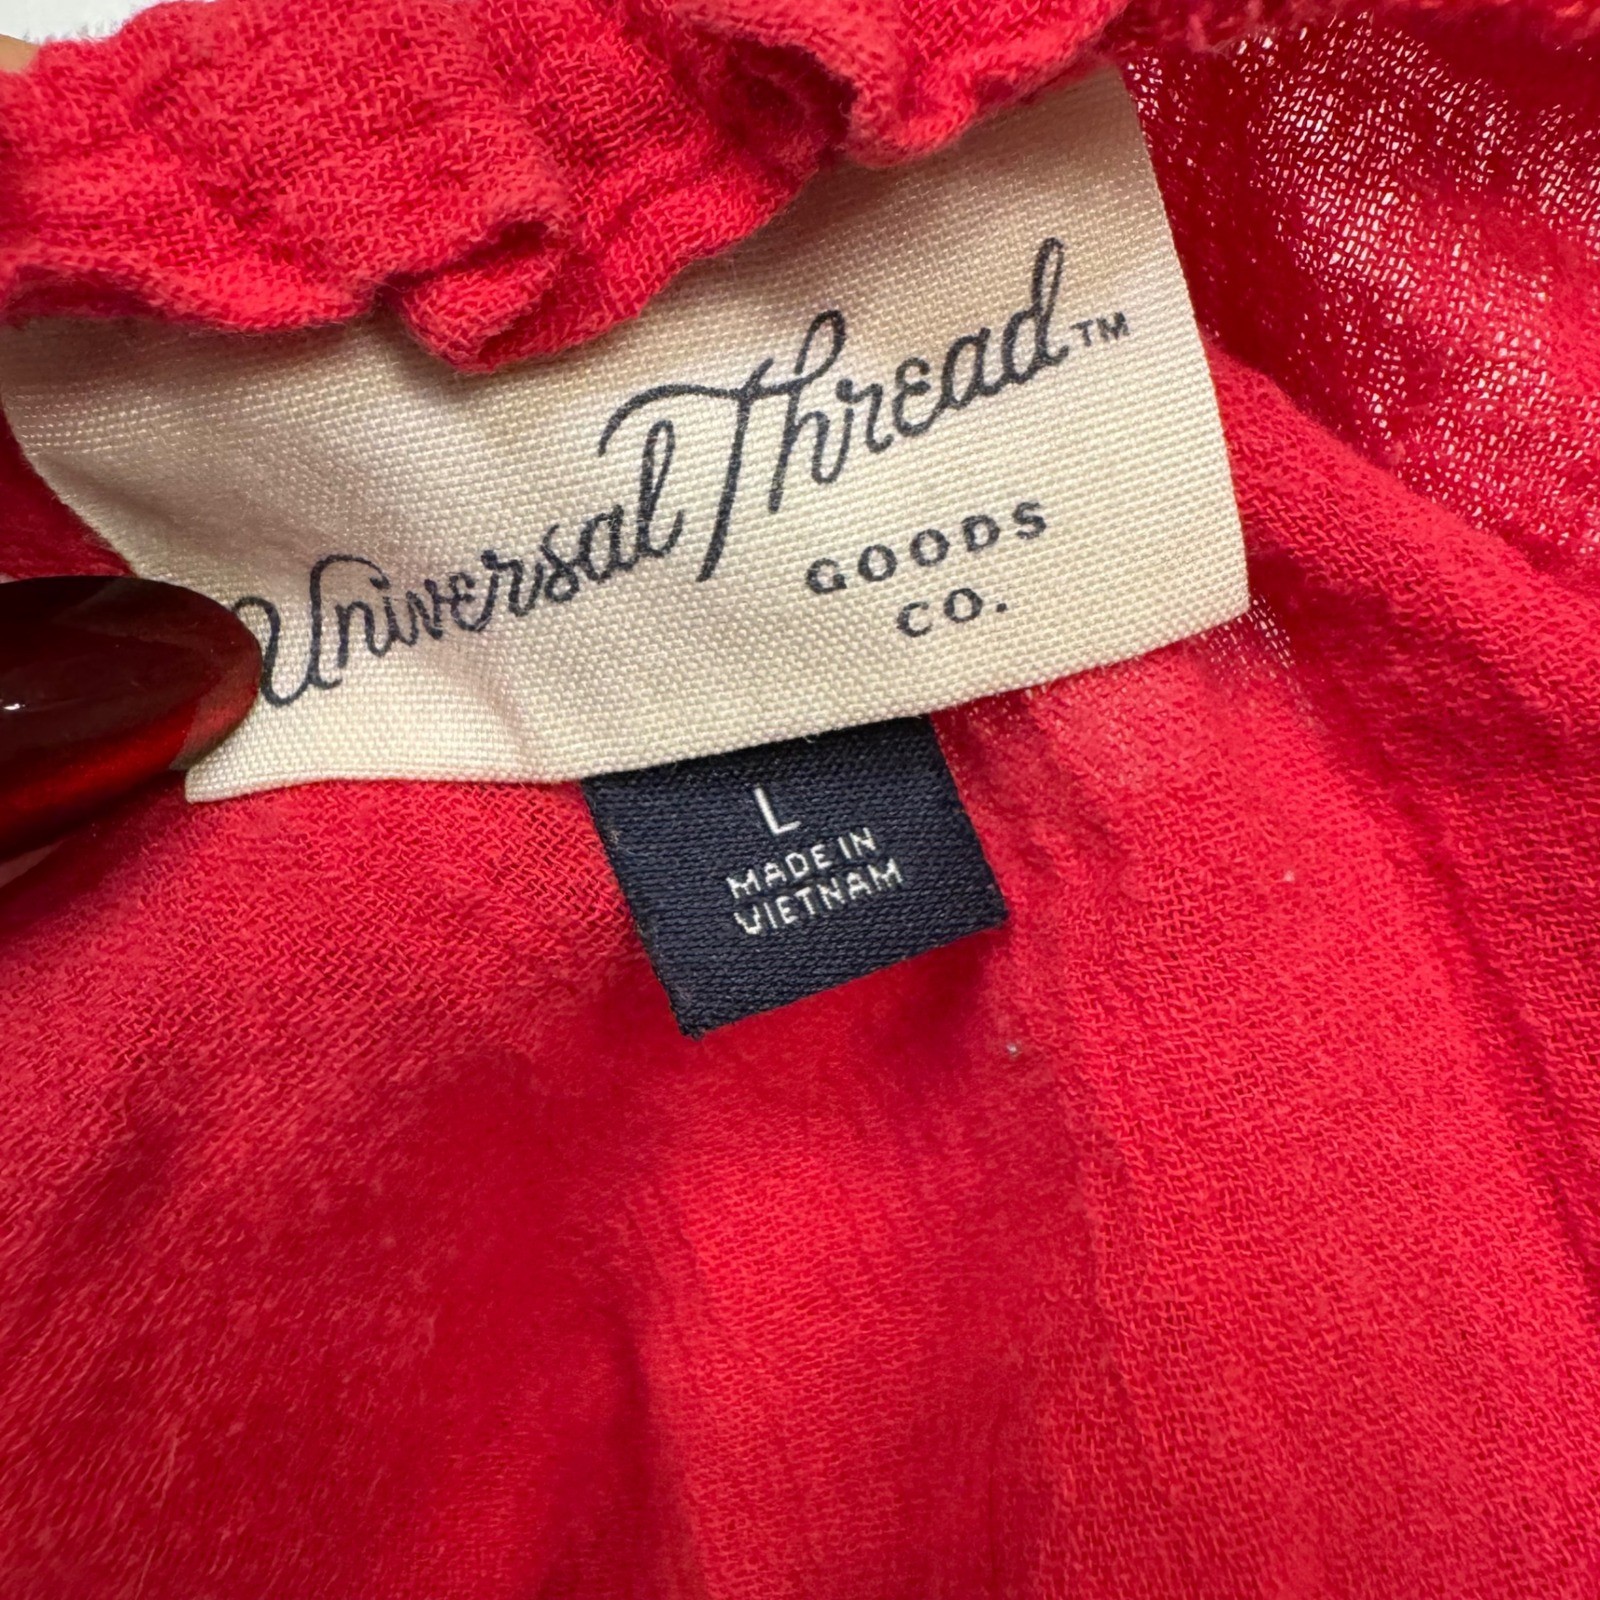 Universal Thread™
GOODS
CO.
L
MADE IN
VIETNAM